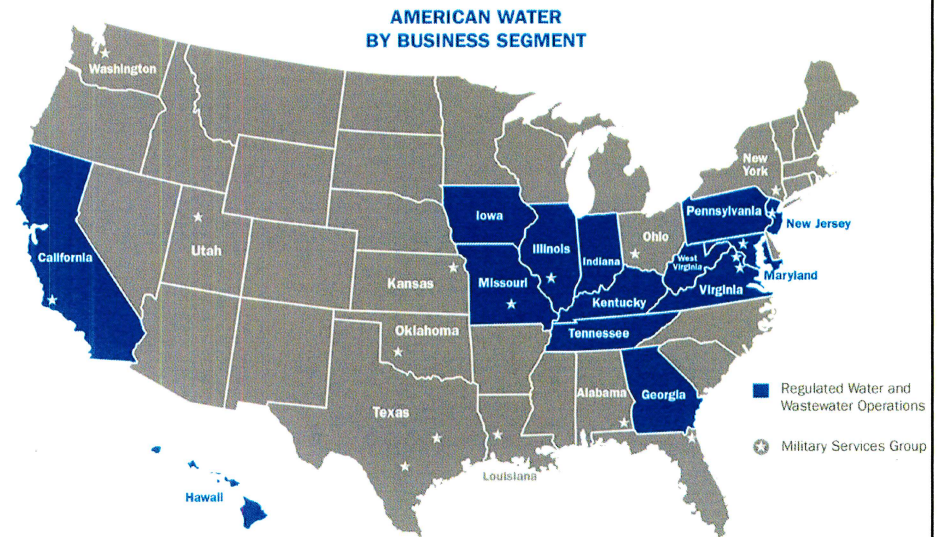 AMERICAN WATER
BY BUSINESS SEGMENT
Washington
New
York
Iowa
Pennsylvania
New Jersey
Ohio
Illinois
Indiana
Utah
California
West
Virginia
Maryland
Kansas
Missouri
Virginia
Kentucky
Oklahoma
Tennessee
Regulated Water and
Wastewater Operations
Alabama
Georgia
Texas
Military Services Group
Louisiana
Hawaii